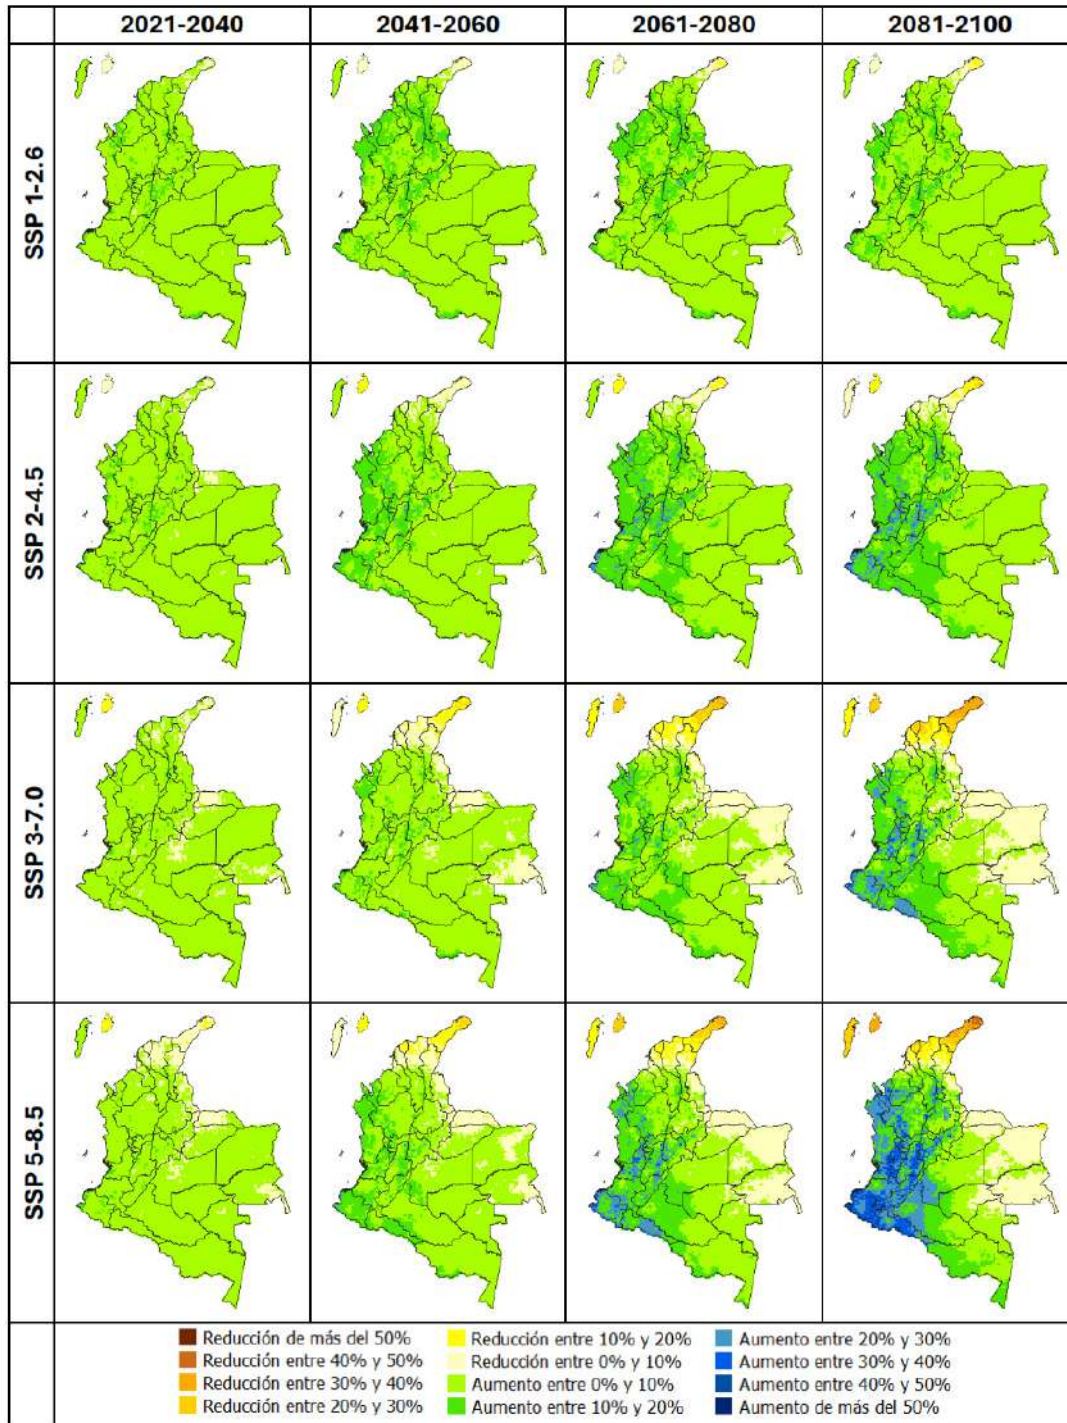 2021-2040 2041-2060 2061-2080 2081-2100
SSP 1-2.6
SSP 2-4.5
SSP 3-7.0
SSP 5-8.5
Reducción de más del 50% Reducción entre 10% y 20% Aumento entre 20% y 30%
Reducción entre 40% y 50% Reducción entre 0% y 10% Aumento entre 30% y 40%
Reducción entre 30% y 40% Aumento entre 0% y 10% Aumento entre 40% y 50%
Reducción entre 20% y 30% Aumento entre 10% y 20% Aumento de más del 50%